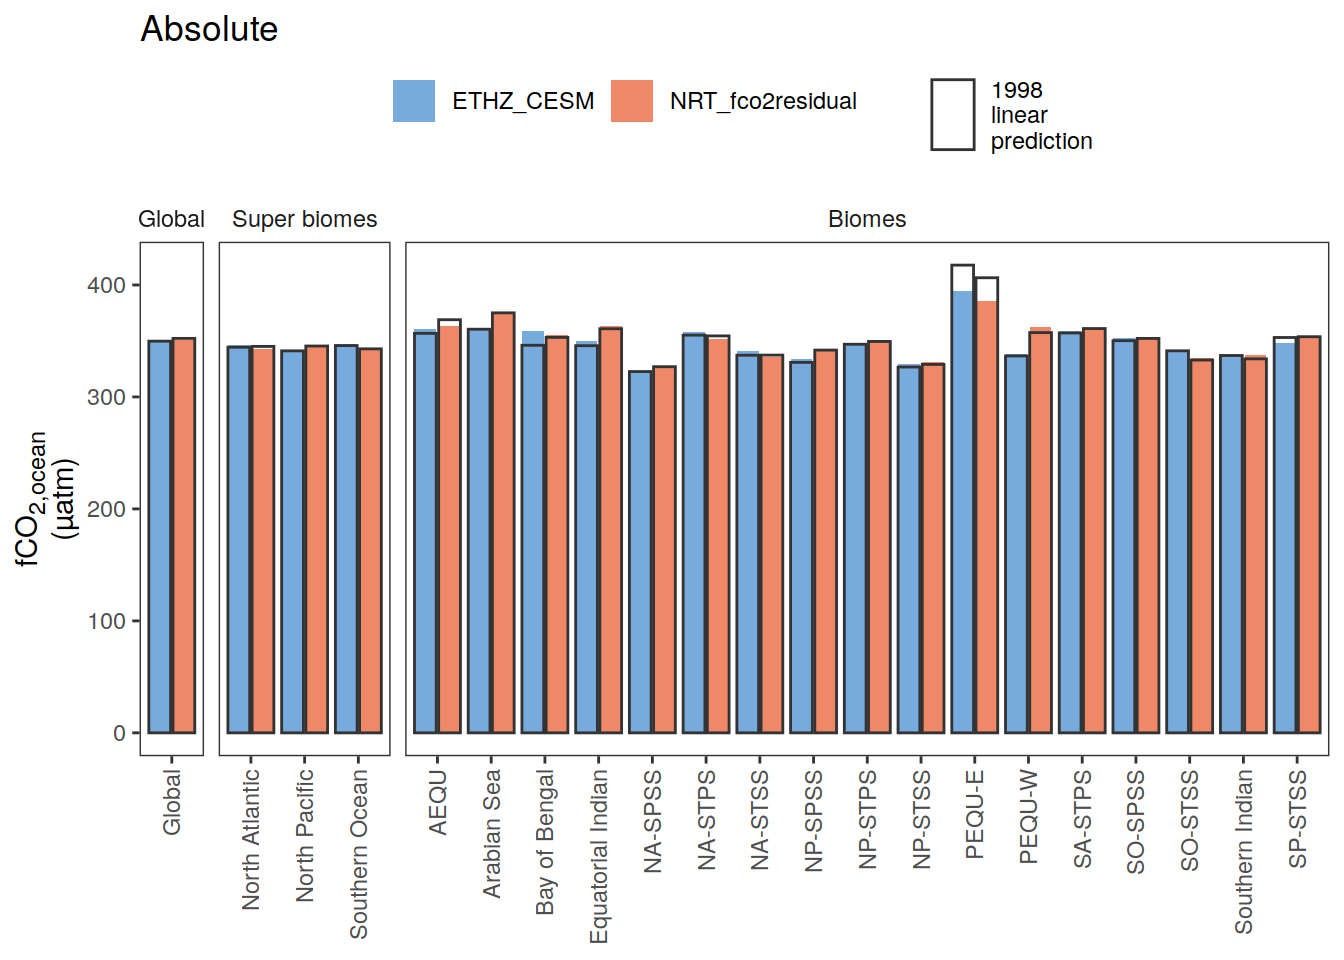 Absolute
ETHZ_CESM
NRT_fco2residual
1998
linear
prediction
Global
Super biomes
Biomes
fCO2,ocean
(µatm)
400
300
200
100
0
Global
North Atlantic
North Pacific
Southern Ocean
AEQU
Arabian Sea
Bay of Bengal
Equatorial Indian
NA-SPSS
NA-STPS
NA-STSS
NP-SPSS
NP-STPS
NP-STSS
PEQU-E
PEQU-W
SA-STPS
SO-SPSS
SO-STSS
Southern Indian
SP-STSS